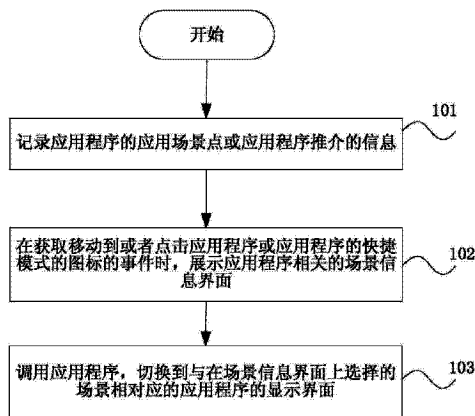 开始
记录应用程序的应用场景点或应用程序推介的信息
101
在获取移动到或者点击应用程序或应用程序的快捷
模式的图标的事件时，展示应用程序相关的场景信
息界面
102
调用应用程序，切换到与在场景信息界面上选择的
场景相对应的应用程序的显示界面
103